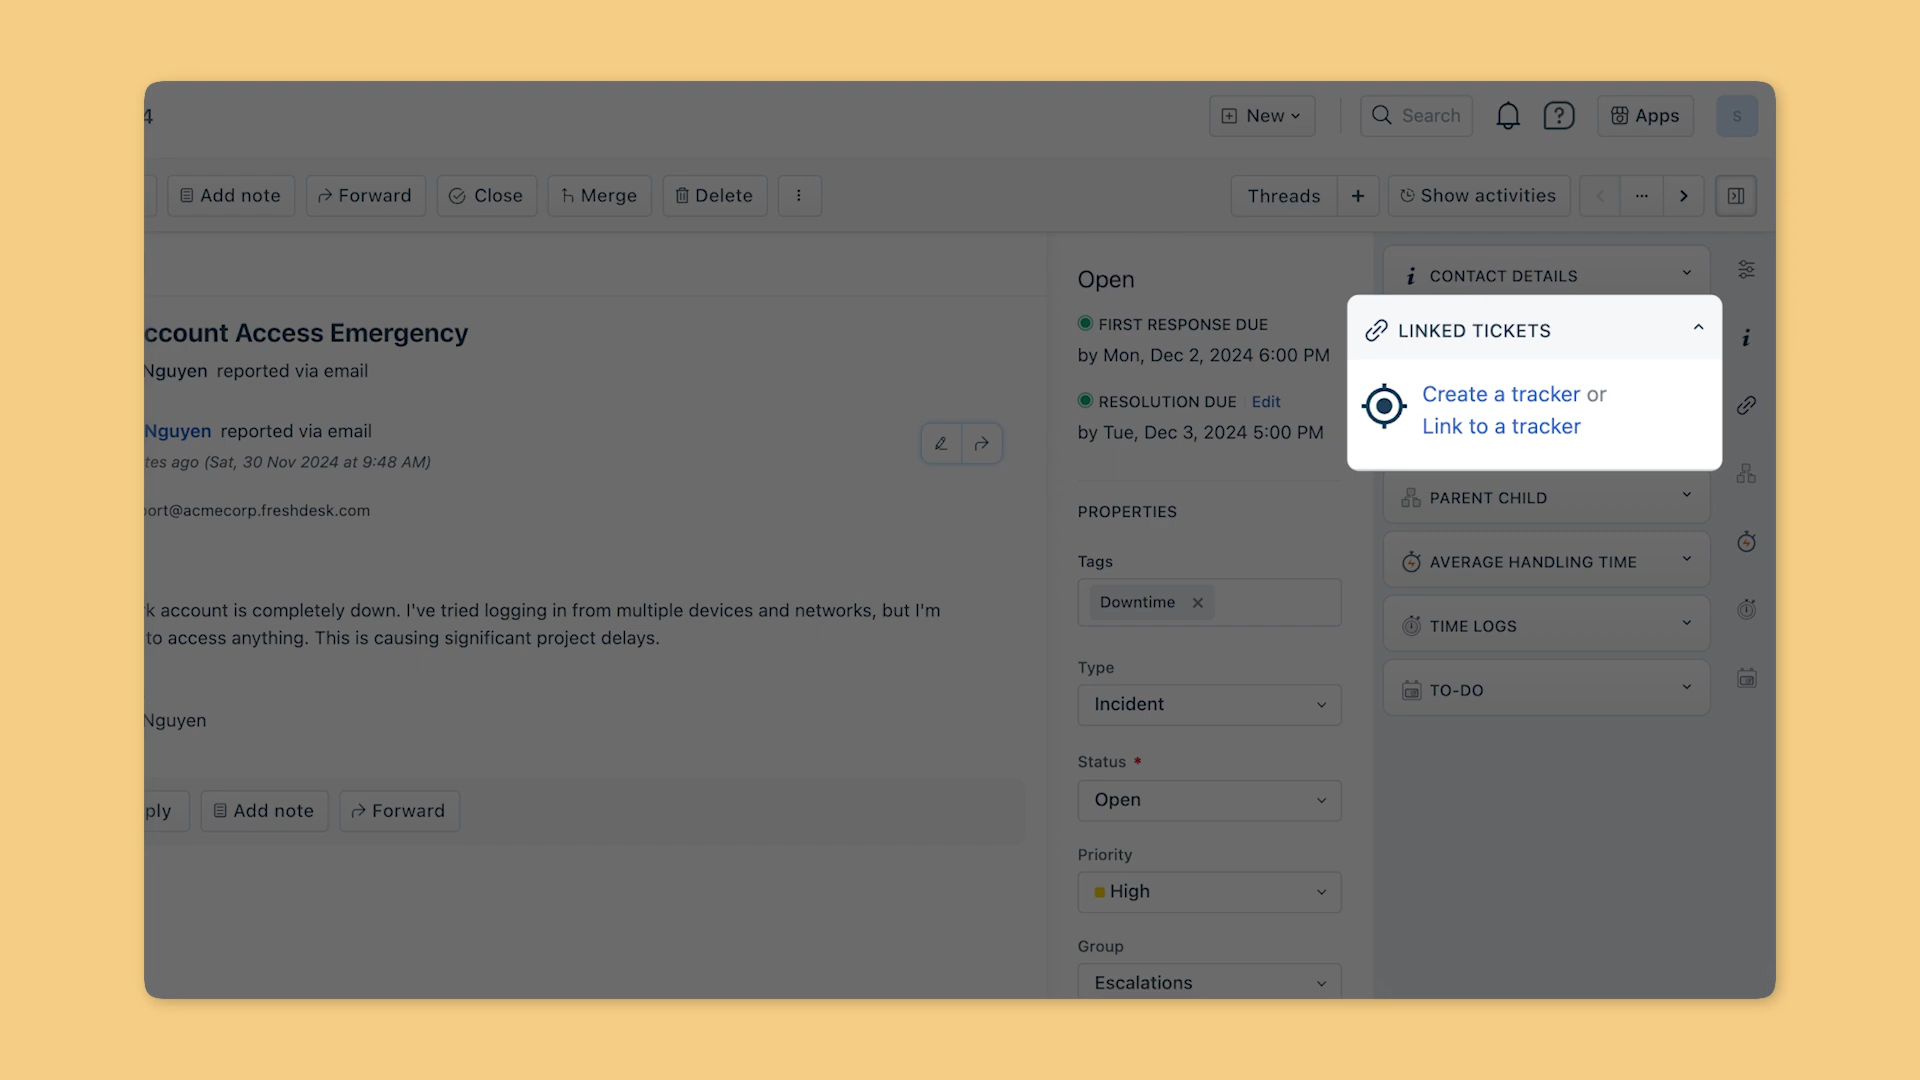 4
New
Search
Apps
S
Add note
Forward
Close
Merge
Delete
Threads
+
Show activities
Open
FIRST RESPONSE DUE
by Mon, Dec 2, 2024 6:00 PM
RESOLUTION DUE Edit
by Tue, Dec 3, 2024 5:00 PM
CONTACT DETAILS
LINKED TICKETS
Create a tracker or
Link to a tracker
PARENT CHILD
AVERAGE HANDLING TIME
TIME LOGS
TO-DO
ccount Access Emergency
Nguyen reported via email
Nguyen reported via email
tes ago (Sat, 30 Nov 2024 at 9:48 AM)
ort@acmecorp.freshdesk.com
k account is completely down. I've tried logging in from multiple devices and networks, but I'm
to access anything. This is causing significant project delays.
Nguyen
ply
Add note
Forward
PROPERTIES
Tags
Downtime
Type
Incident
Status *
Open
Priority
High
Group
Escalations